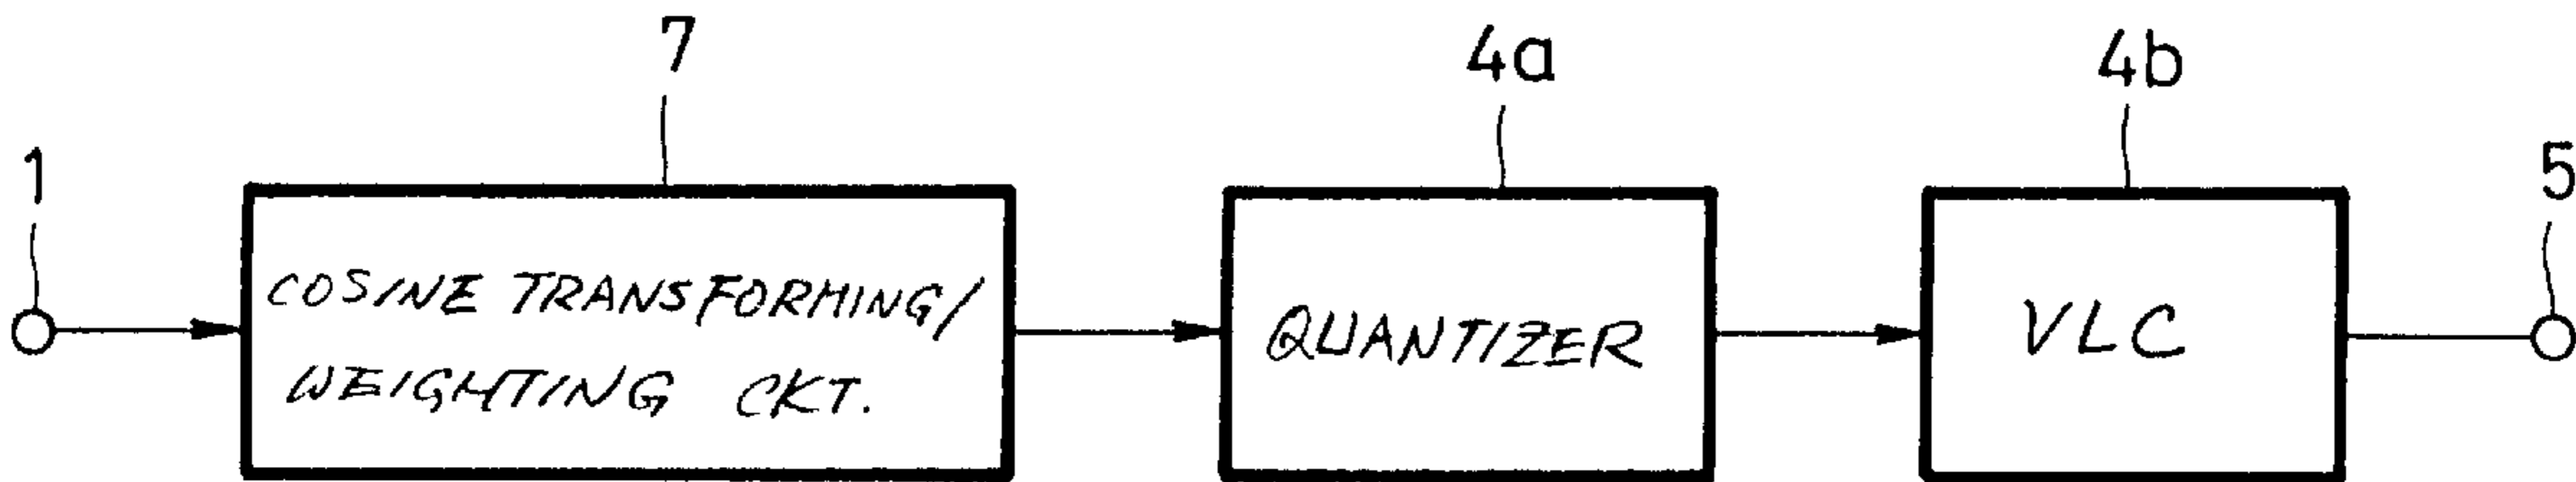 7
4a
4b
1
5
COSINE TRANSFORMING/
WEIGHTING CKT.
QUANTIZER
VLC